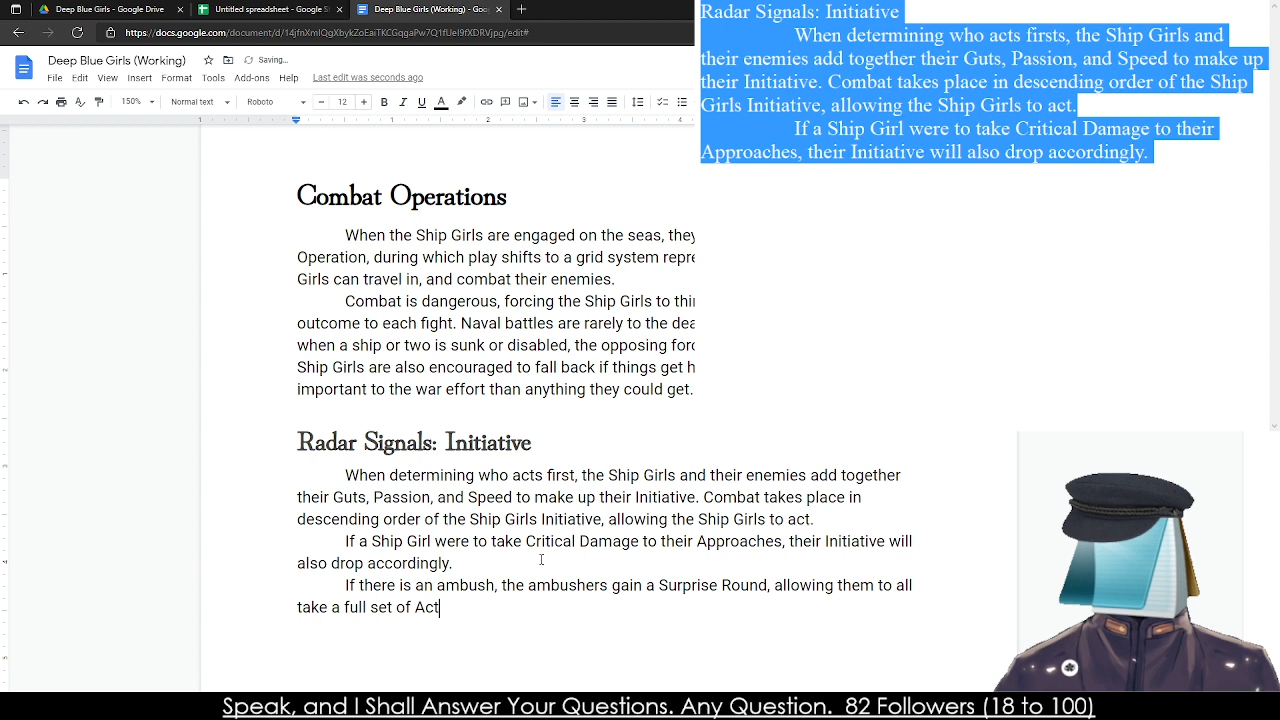 Deep Blue Girls - Google Drive
Untitled spreadsheet - Google S
Deep Blue Girls (Working) - Goo
https://docs.google.com/document/d/14jfnXmIQgXbykZoEaiTKCGqqaPw7Q1fUeI9fXDRVjpg/edit#
Deep Blue Girls (Working)
Saving...
File Edit View Insert Format Tools Add-ons Help Last edit was seconds ago
150% Normal text Roboto 12 B I U A
Radar Signals: Initiative
When determining who acts firsts, the Ship Girls and
their enemies add together their Guts, Passion, and Speed to make up
their Initiative. Combat takes place in descending order of the Ship
Girls Initiative, allowing the Ship Girls to act.
If a Ship Girl were to take Critical Damage to their
Approaches, their Initiative will also drop accordingly.
1 1 2 3 4
Combat Operations
When the Ship Girls are engaged on the seas, they
Operation, during which play shifts to a grid system repre
Girls can travel in, and combat their enemies.
Combat is dangerous, forcing the Ship Girls to thin
outcome to each fight. Naval battles are rarely to the dea
when a ship or two is sunk or disabled, the opposing forc
Ship Girls are also encouraged to fall back if things get h
important to the war effort than anything they could get.
Radar Signals: Initiative
When determining who acts first, the Ship Girls and their enemies add together
their Guts, Passion, and Speed to make up their Initiative. Combat takes place in
descending order of the Ship Girls Initiative, allowing the Ship Girls to act.
If a Ship Girl were to take Critical Damage to their Approaches, their Initiative will
also drop accordingly.
If there is an ambush, the ambushers gain a Surprise Round, allowing them to all
take a full set of Act
Speak, and I Shall Answer Your Questions. Any Question. 82 Followers (18 to 100)